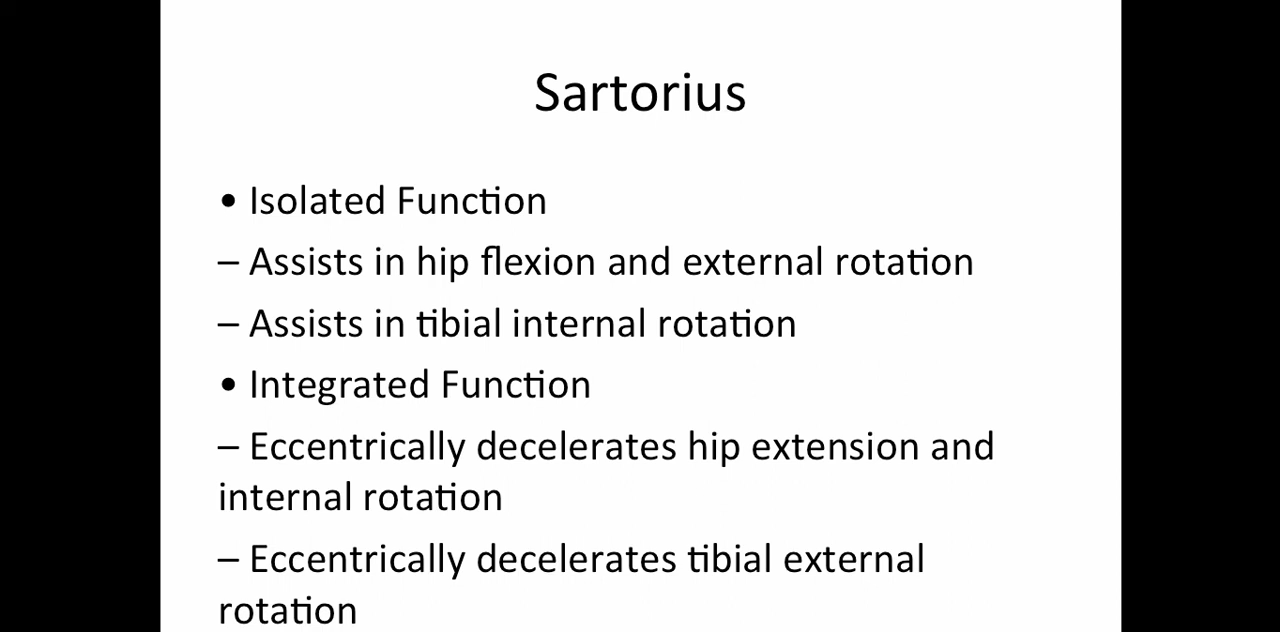 Sartorius
• Isolated Function
– Assists in hip flexion and external rotation
– Assists in tibial internal rotation
• Integrated Function
– Eccentrically decelerates hip extension and
internal rotation
– Eccentrically decelerates tibial external
rotation